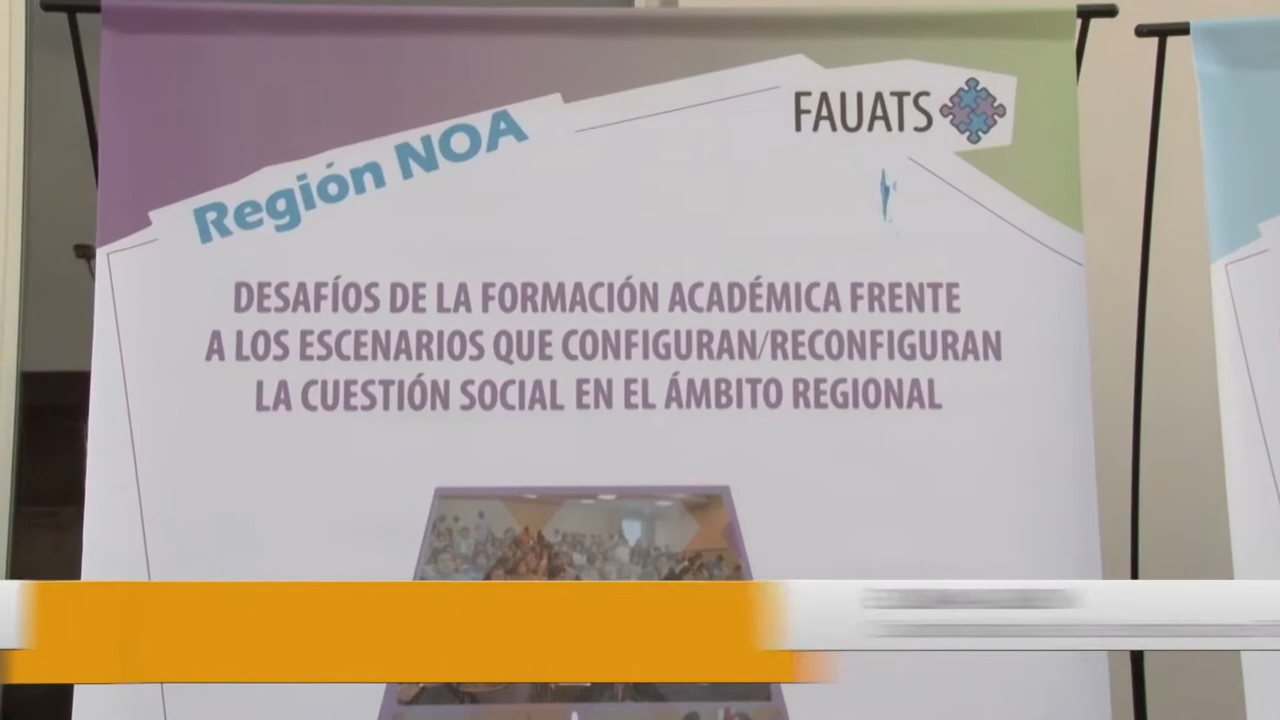 FAUATS
Región NOA
DESAFÍOS DE LA FORMACIÓN ACADÉMICA FRENTE
A LOS ESCENARIOS QUE CONFIGURAN/RECONFIGURAN
LA CUESTIÓN SOCIAL EN EL ÁMBITO REGIONAL